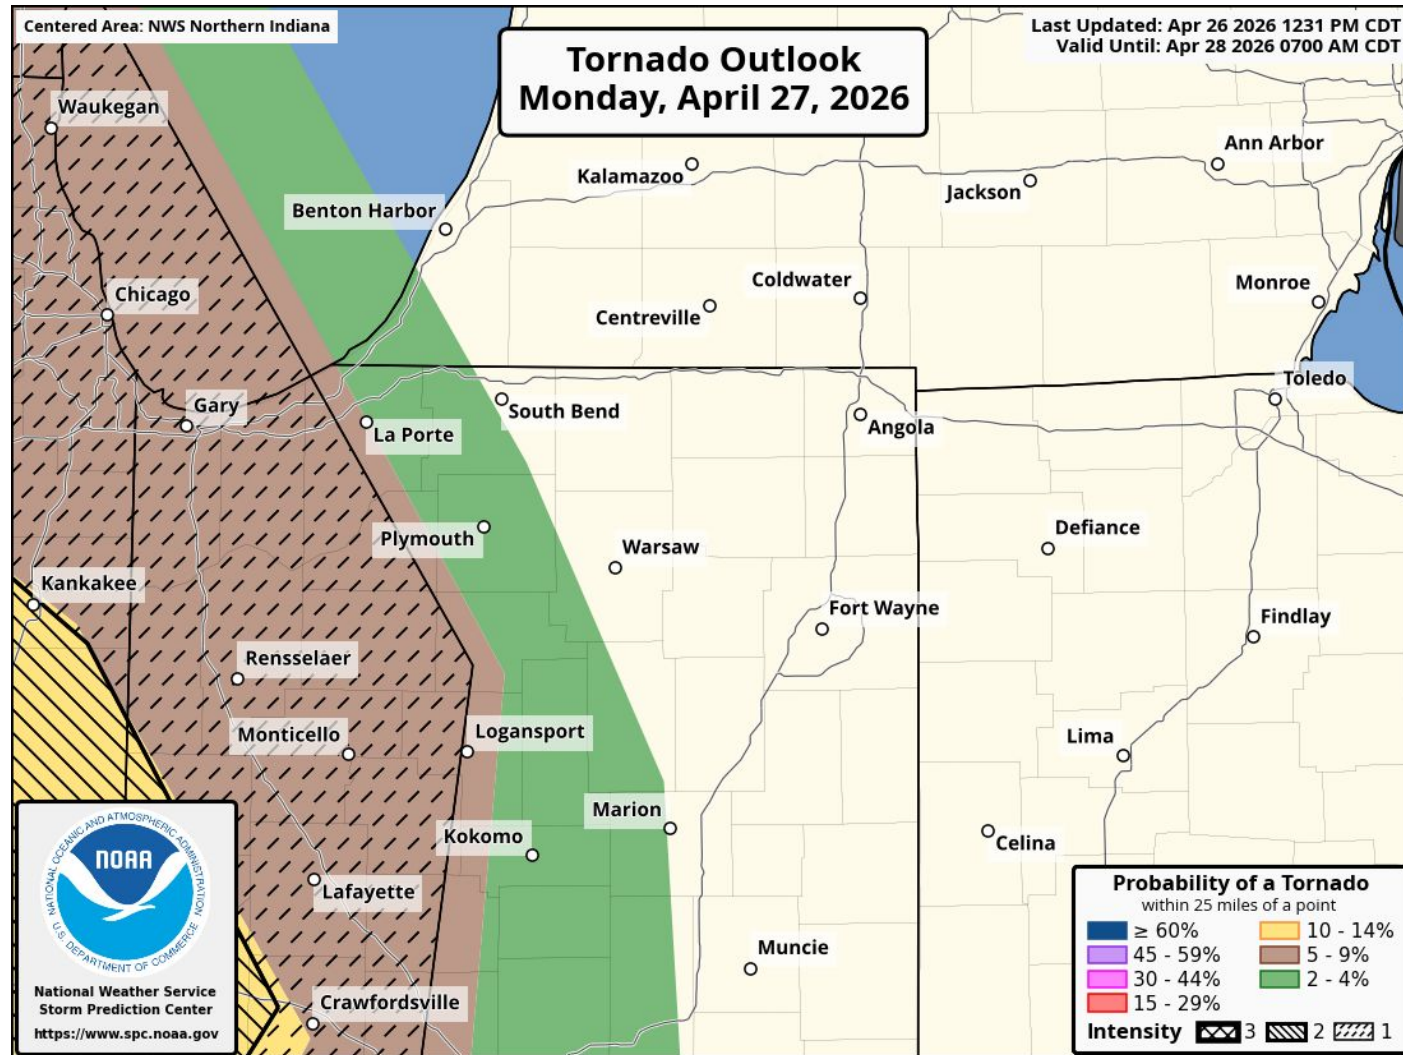 Centered Area: NWS Northern Indiana
Last Updated: Apr 26 2026 1231 PM CDT
Valid Until: Apr 28 2026 0700 AM CDT
Tornado Outlook
Monday, April 27, 2026
Waukegan
Ann Arbor
Kalamazoo
Jackson
Benton Harbor
Chicago
Coldwater
Monroe
Centreville
Toledo
Gary
South Bend
La Porte
Angola
Plymouth
Warsaw
Defiance
Kankakee
Fort Wayne
Findlay
Rensselaer
Monticello
Logansport
Lima
Marion
Kokomo
Celina
Lafayette
Muncie
Crawfordsville
NATIONAL OCEANIC AND ATMOSPHERIC ADMINISTRATION
NOAA
U.S. DEPARTMENT OF COMMERCE
National Weather Service
Storm Prediction Center
https://www.spc.noaa.gov
Probability of a Tornado
within 25 miles of a point
≥ 60%
10 - 14%
45 - 59%
5 - 9%
30 - 44%
2 - 4%
15 - 29%
Intensity 3 2 1